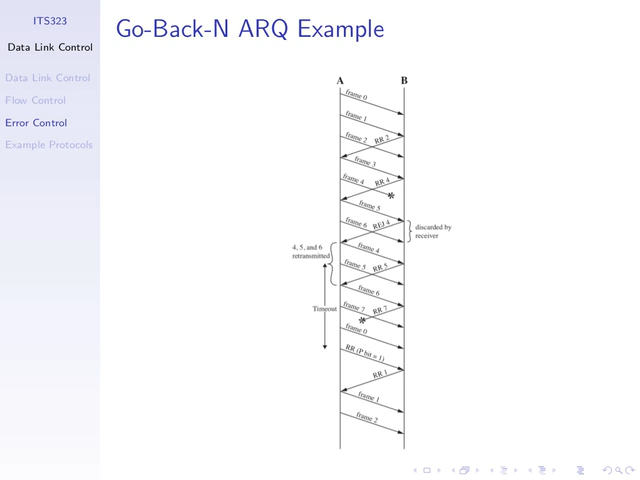 ITS323
Data Link Control
Data Link Control
Flow Control
Error Control
Example Protocols
Go-Back-N ARQ Example
A B
frame 0
frame 1
frame 2
RR 2
frame 3
frame 4
RR 4
frame 5
frame 6
REJ 4
discarded by
receiver
4, 5, and 6
retransmitted
frame 4
frame 5
RR 5
frame 6
Timeout
frame 7
RR 7
frame 0
RR (P bit = 1)
RR 1
frame 1
frame 2